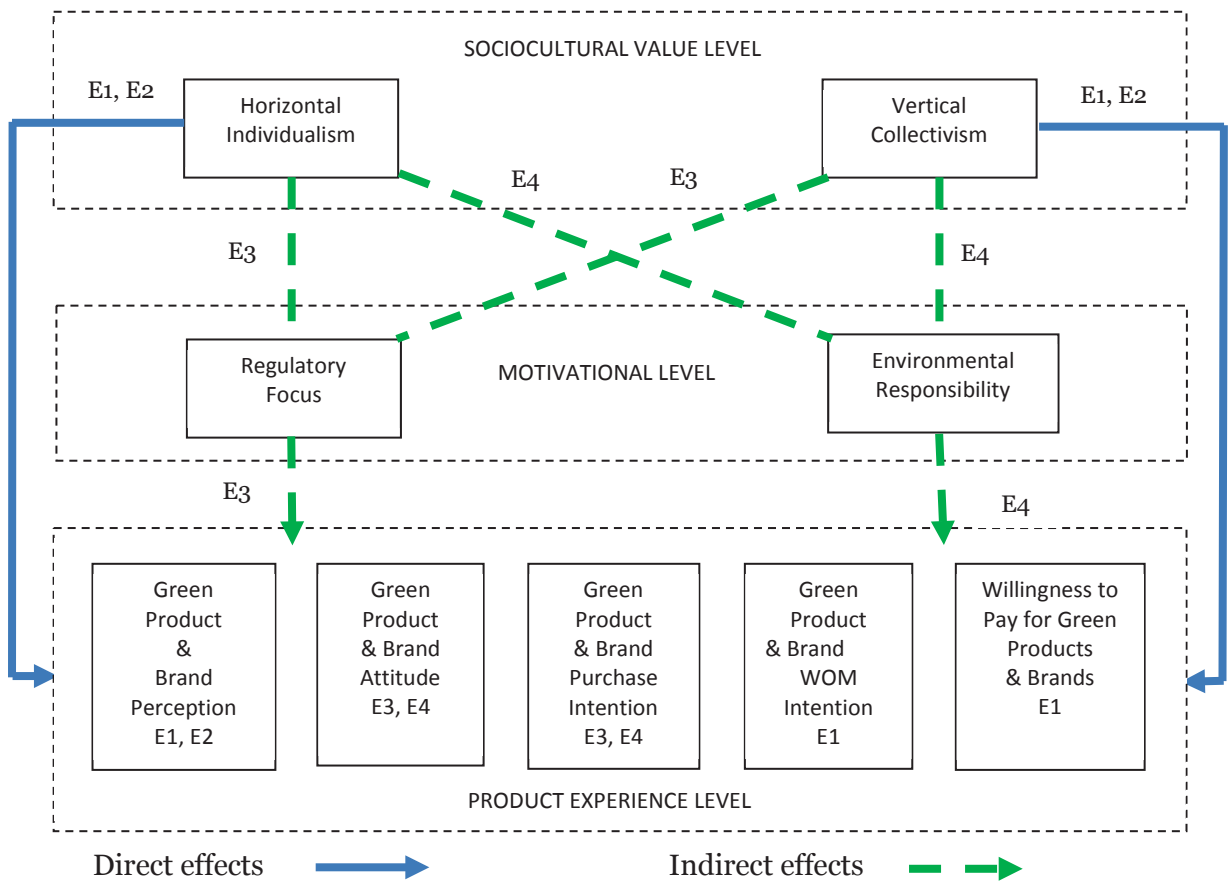 SOCIOCULTURAL VALUE LEVEL
E1, E2
Horizontal
Individualism
Vertical
Collectivism
E1, E2
E4
E3
E3
E4
Regulatory
Focus
MOTIVATIONAL LEVEL
Environmental
Responsibility
E3
E4
Green
Product
&
Brand
Perception
E1, E2
Green
Product
& Brand
Attitude
E3, E4
Green
Product
& Brand
Purchase
Intention
E3, E4
Green
Product
& Brand
WOM
Intention
E1
Willingness to
Pay for Green
Products
& Brands
E1
PRODUCT EXPERIENCE LEVEL
Direct effects
Indirect effects